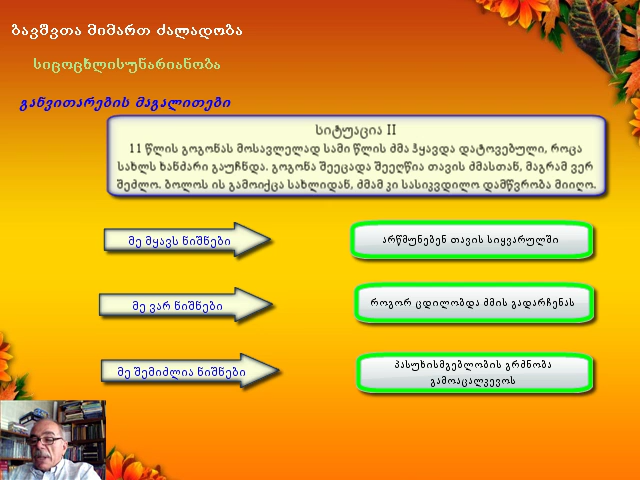 ბავშვთა მიმართ ძალადობა
სიცოცხლისუნარიანობა
განვითარების მაგალითები
სიტუაცია II
11 წლის გოგონას მოსავლელად სამი წლის ძმა ჰყავდა დატოვებული, როცა
სახლს ხანძარი გაუჩნდა. გოგონა შეეცადა შეეღწია თავის ძმასთან, მაგრამ ვერ
შეძლო. ბოლოს ის გამოიქცა სახლიდან, ძმამ კი სასიკვდილო დამწვრობა მიიღო.
მე მყავს ნიშნები
არწმუნებენ თავის სიყვარულში
მე ვარ ნიშნები
როგორ ცდილობდა ძმის გადარჩენას
მე შემიძლია ნიშნები
პასუხისმგებლობის გრძნობა
გამოაცალკევოს